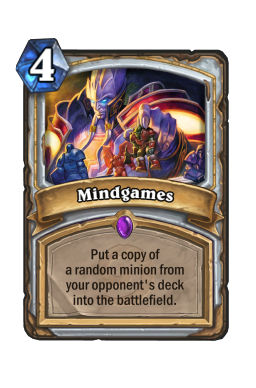 4
Mindgames
Put a copy of
a random minion from
your opponent's deck
into the battlefield.